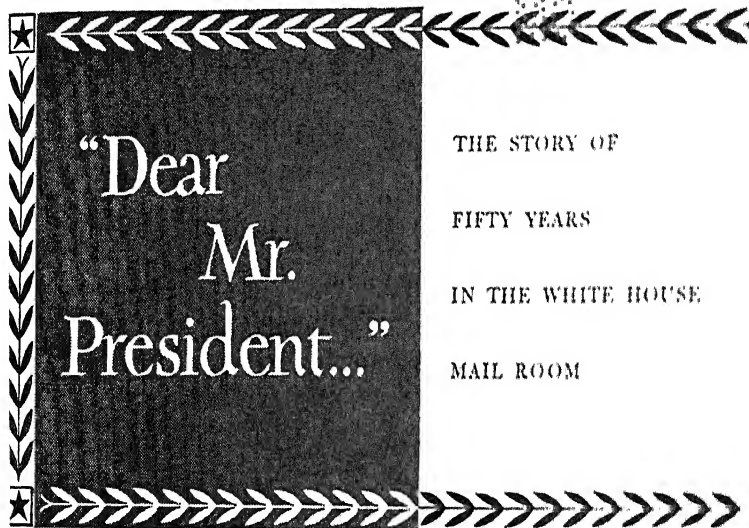 “Dear
Mr.
President...”
THE STORY OF
FIFTY YEARS
IN THE WHITE HOUSE
MAIL ROOM